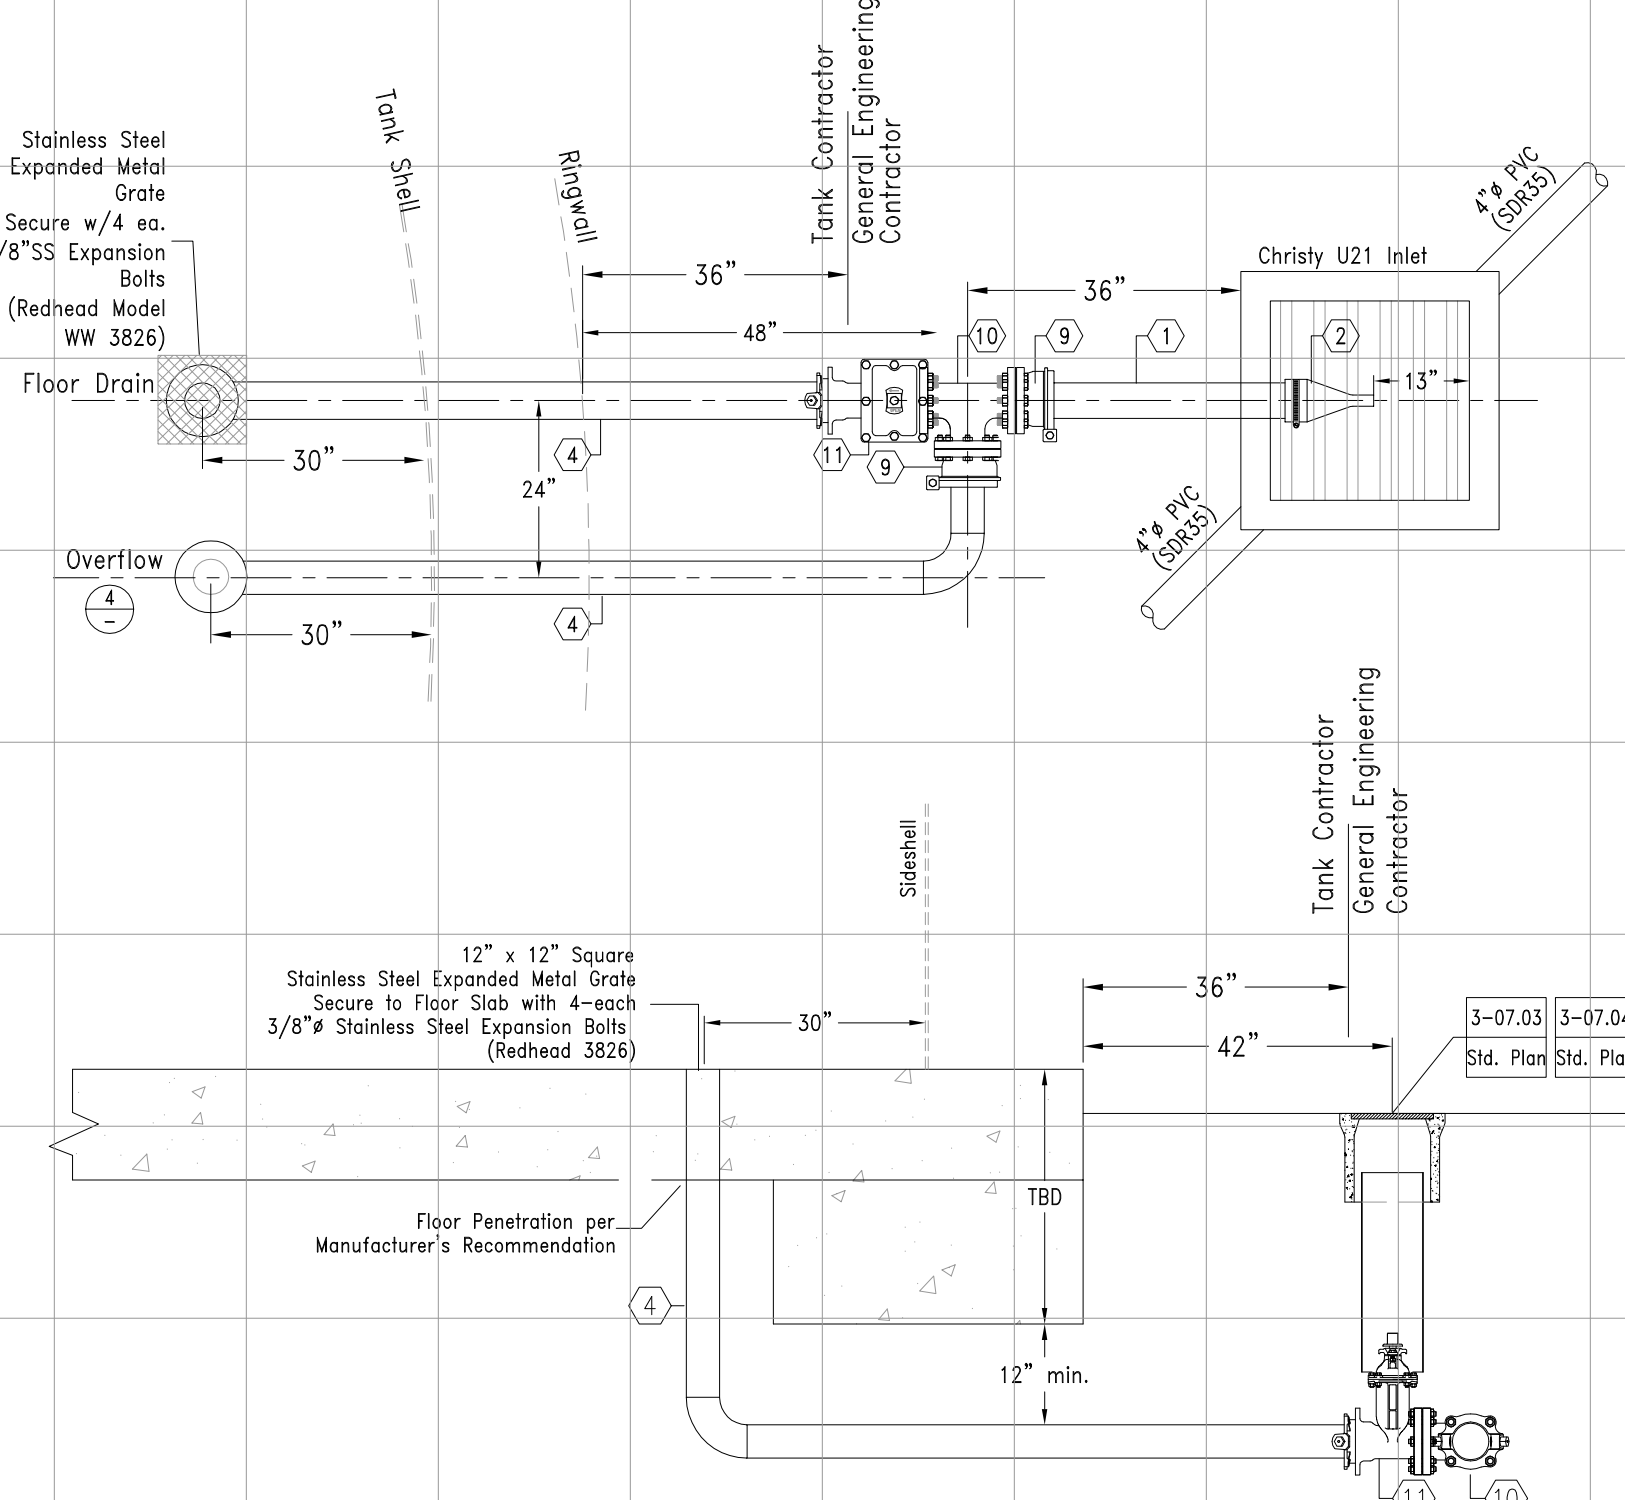 Tank Contractor
General Engineering
Contractor
Tank Shell
Ringwall
Stainless Steel
Expanded Metal
Grate
Secure w/4 ea.
/8"SS Expansion
Bolts
(Redhead Model
WW 3826)
4"ø PVC
(SDR35)
Christy U21 Inlet
36"
36"
48"
10
9
1
2
Floor Drain
13"
30"
4
11
9
24"
4"ø PVC
(SDR35)
Overflow
4
–
30"
4
Tank Contractor
General Engineering
Contractor
Sideshell
12" x 12" Square
Stainless Steel Expanded Metal Grate
Secure to Floor Slab with 4-each
3/8"ø Stainless Steel Expansion Bolts
(Redhead 3826)
30"
36"
42"
3-07.03
Std. Plan
3-07.04
Std. Pla
TBD
Floor Penetration per
Manufacturer's Recommendation
4
12" min.
11
10